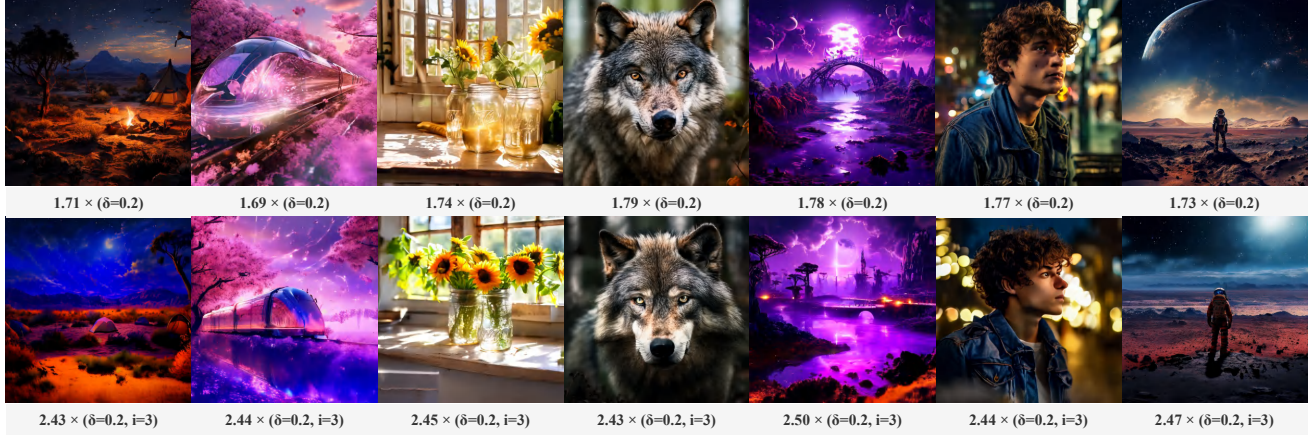 1.71 × (δ=0.2) 1.69 × (δ=0.2) 1.74 × (δ=0.2) 1.79 × (δ=0.2) 1.78 × (δ=0.2) 1.77 × (δ=0.2) 1.73 × (δ=0.2)
2.43 × (δ=0.2, i=3) 2.44 × (δ=0.2, i=3) 2.45 × (δ=0.2, i=3) 2.43 × (δ=0.2, i=3) 2.50 × (δ=0.2, i=3) 2.44 × (δ=0.2, i=3) 2.47 × (δ=0.2, i=3)